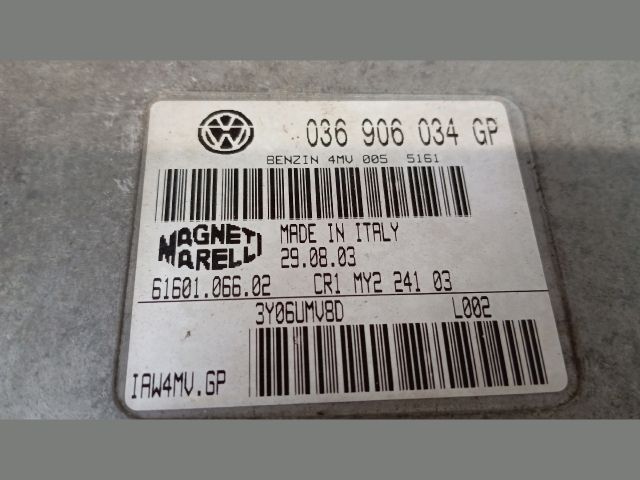 036 906 034 GP
BENZIN 4MV 005 5161
MAGNETI MARELLI
MADE IN ITALY
29.08.03
61601.066.02 CR1 MY2 241 03
3Y06UMV8D L002
IAW4MV.GP